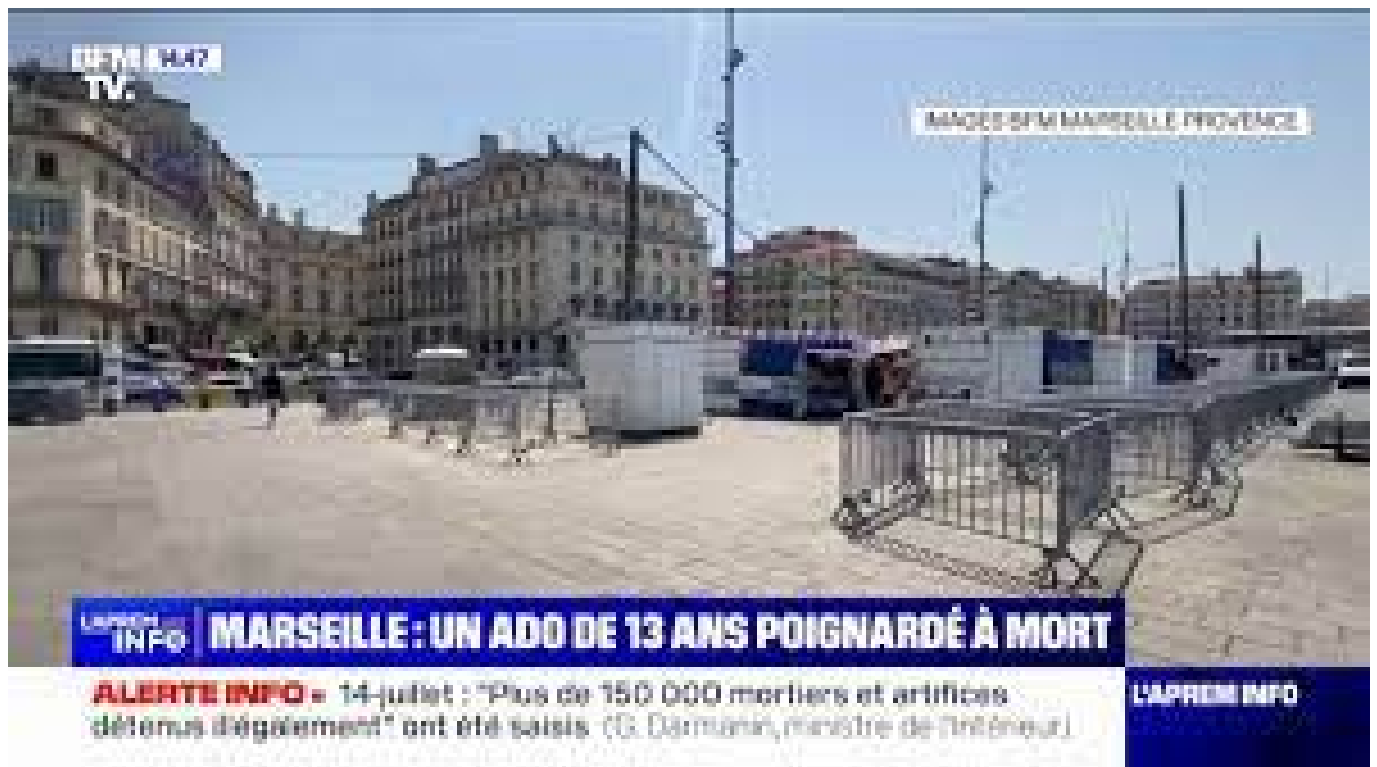 BFM 14:47
TV.
IMAGES BFM MARSEILLE PROVENCE
L'APREM
INFO
MARSEILLE : UN ADO DE 13 ANS POIGNARDÉ À MORT
ALERTE INFO 14-juillet : "Plus de 150 000 mortiers et artifices
détenus illégalement" ont été saisis (G. Darmanin, ministre de l'Intérieur)
L'APREM INFO